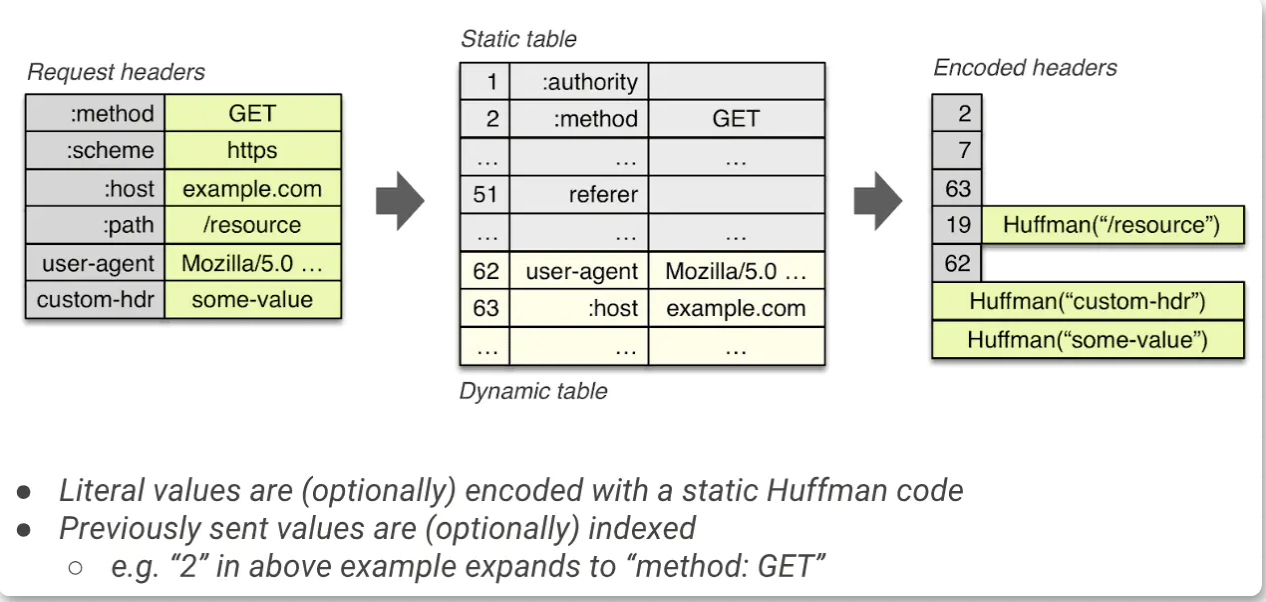 Static table
Request headers
Encoded headers
:method GET
:scheme https
:host example.com
:path /resource
user-agent Mozilla/5.0 …
custom-hdr some-value
1 :authority
2 :method GET
… … …
51 referer
… … …
62 user-agent Mozilla/5.0 …
63 :host example.com
… … …
Dynamic table
2
7
63
19 Huffman(“/resource”)
62
Huffman(“custom-hdr”)
Huffman(“some-value”)
● Literal values are (optionally) encoded with a static Huffman code
● Previously sent values are (optionally) indexed
○ e.g. “2” in above example expands to “method: GET”